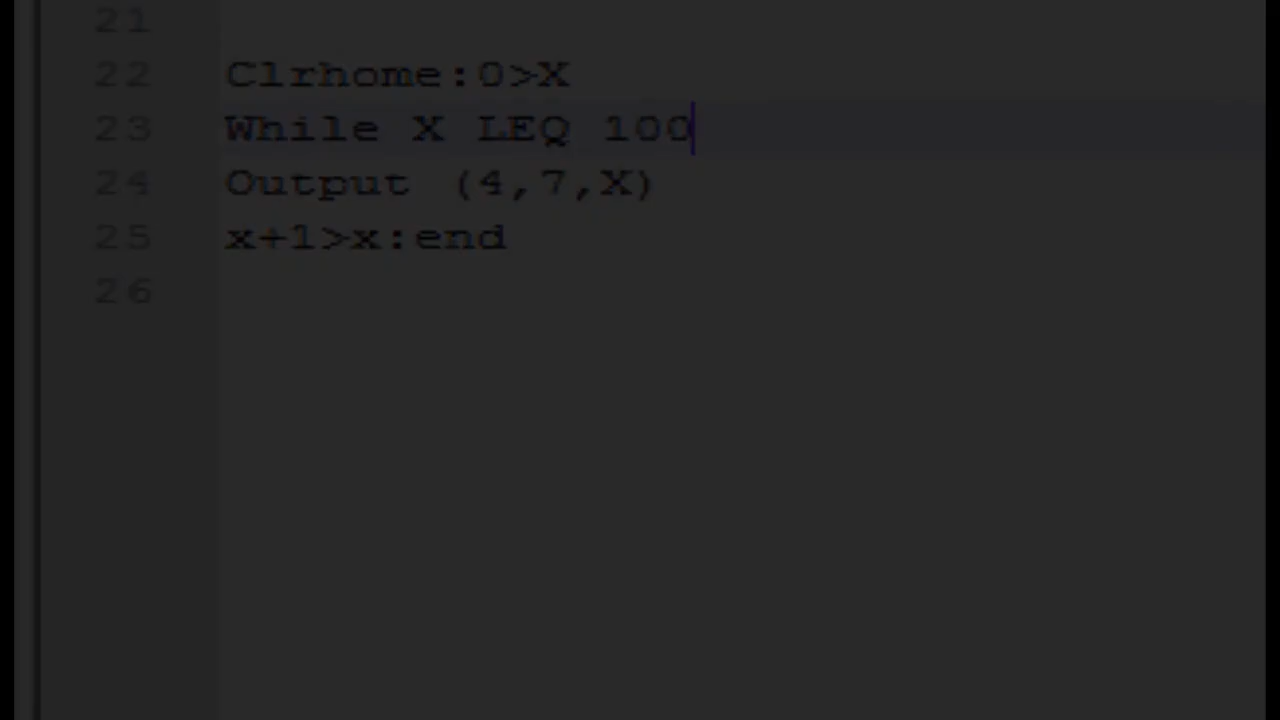 21
22 Clrhome:0>X
23 While X LEQ 100
24 Output (4,7,X)
25 x+1>x:end
26